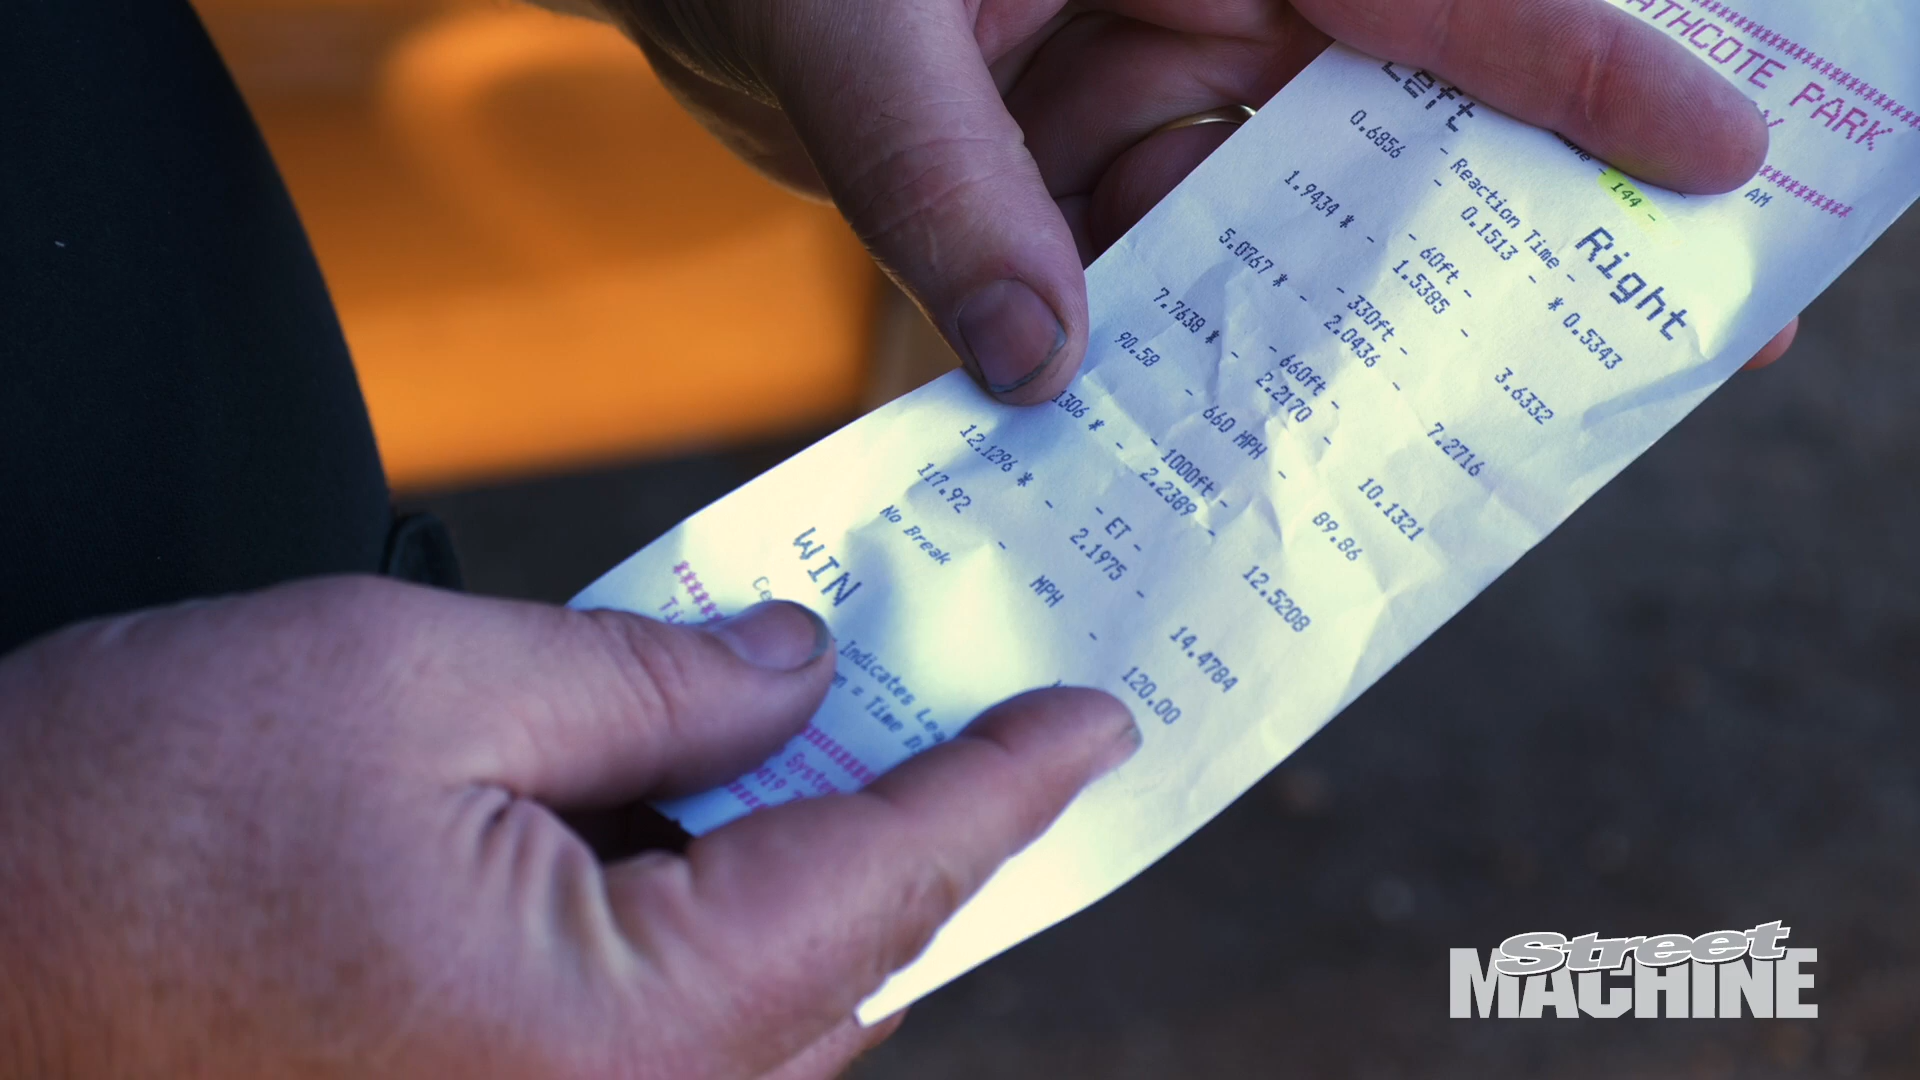 PARK
AM
- 144 -
Left Right
- Reaction Time -
0.6856 - 0.1513 - * 0.5343
- 60ft -
1.9434 * - 1.5385 - 3.6332
- 330ft -
5.0767 * - 2.0436 - 7.2716
- 660ft -
7.7638 * - 2.2170 - 10.1321
90.58 - 660 MPH - 89.86
- 1000ft -
1306 * - 2.2389 - 12.5208
- ET -
12.1296 * - 2.1975 - 14.4784
117.92 - MPH - 120.00
No Break
WIN
Indicates
= Time
Street
MACHINE